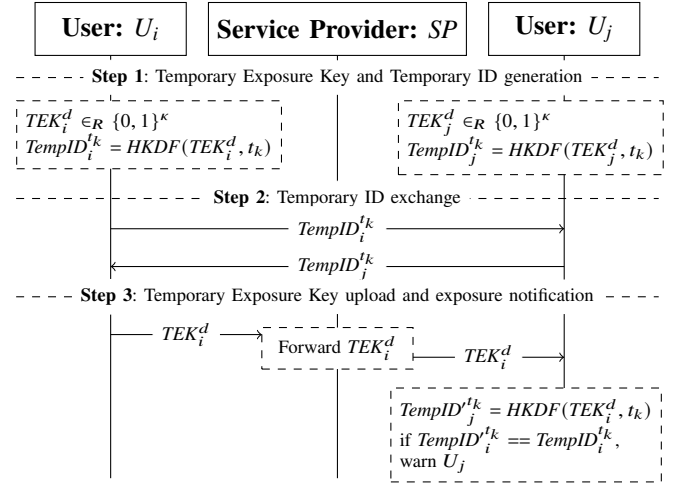 User: U_i Service Provider: SP User: U_j
Step 1: Temporary Exposure Key and Temporary ID generation
TEK_i^d ∈_R {0, 1}^κ
TempID_i^{t_k} = HKDF(TEK_i^d, t_k)
TEK_j^d ∈_R {0, 1}^κ
TempID_j^{t_k} = HKDF(TEK_j^d, t_k)
Step 2: Temporary ID exchange
TempID_i^{t_k}
TempID_j^{t_k}
Step 3: Temporary Exposure Key upload and exposure notification
TEK_i^d
Forward TEK_i^d
TEK_i^d
TempID'_j^{t_k} = HKDF(TEK_i^d, t_k)
if TempID'_i^{t_k} == TempID_i^{t_k},
warn U_j